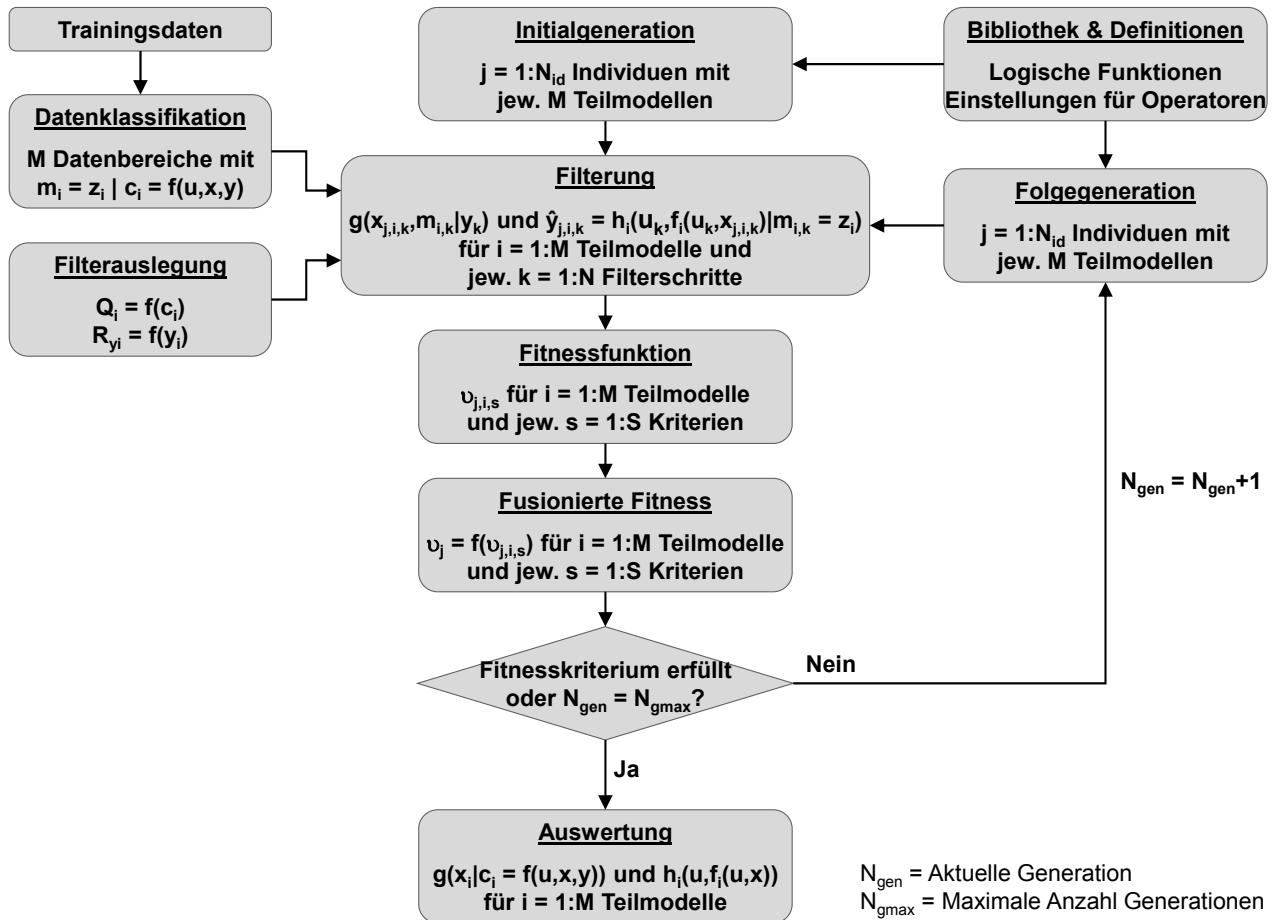 Trainingsdaten
Datenklassifikation
M Datenbereiche mit
m_i = z_i | c_i = f(u,x,y)
Filterauslegung
Q_i = f(c_i)
R_yi = f(y_i)
Initialgeneration
j = 1:N_id Individuen mit
jew. M Teilmodellen
Bibliothek & Definitionen
Logische Funktionen
Einstellungen für Operatoren
Filterung
g(x_j,i,k,m_i,k|y_k) und ŷ_j,i,k = h_i(u_k,f_i(u_k,x_j,i,k)|m_i,k = z_i)
für i = 1:M Teilmodelle und
jew. k = 1:N Filterschritte
Folgegeneration
j = 1:N_id Individuen mit
jew. M Teilmodellen
Fitnessfunktion
υ_j,i,s für i = 1:M Teilmodelle
und jew. s = 1:S Kriterien
Fusionierte Fitness
υ_j = f(υ_j,i,s) für i = 1:M Teilmodelle
und jew. s = 1:S Kriterien
N_gen = N_gen+1
Fitnesskriterium erfüllt
oder N_gen = N_gmax?
Nein
Ja
Auswertung
g(x_i|c_i = f(u,x,y)) und h_i(u,f_i(u,x))
für i = 1:M Teilmodelle
N_gen = Aktuelle Generation
N_gmax = Maximale Anzahl Generationen